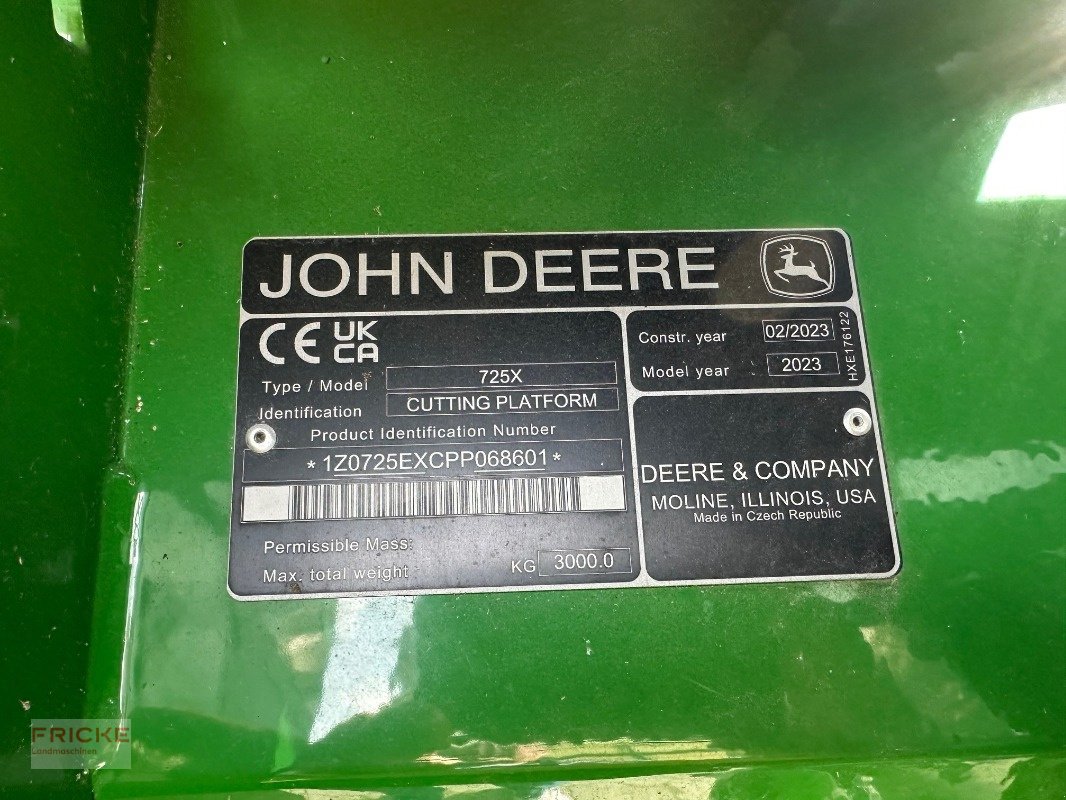 JOHN DEERE
CE UK CA
Type / Model 725X
Identification CUTTING PLATFORM
Product Identification Number
*1Z0725EXCPP068601*
Permissible Mass:
Max. total weight KG 3000.0
Constr. year 02/2023
Model year 2023
HXE176122
DEERE & COMPANY
MOLINE, ILLINOIS, USA
Made in Czech Republic
FRICKE
Landmaschinen